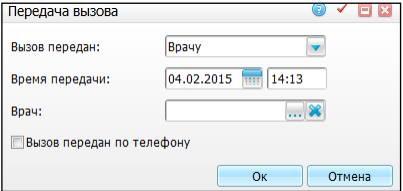 Передача вызова
Вызов передан: Врачу
Время передачи: 04.02.2015 14:13
Врач: ...
Вызов передан по телефону
Ок Отмена